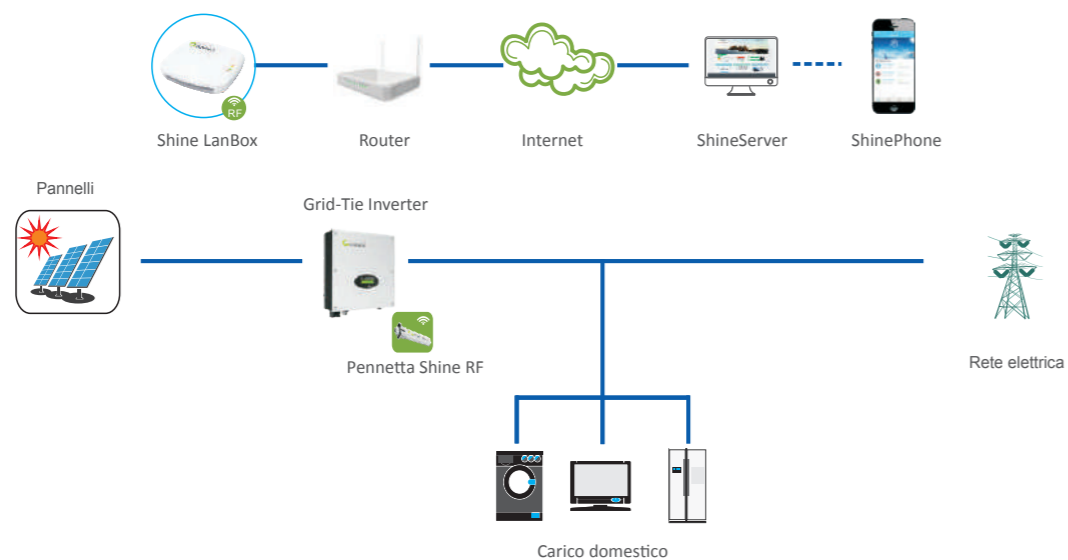 RF
Shine LanBox
Router
Internet
ShineServer
ShinePhone
Pannelli
Grid-Tie Inverter
Pennetta Shine RF
Rete elettrica
Carico domestico